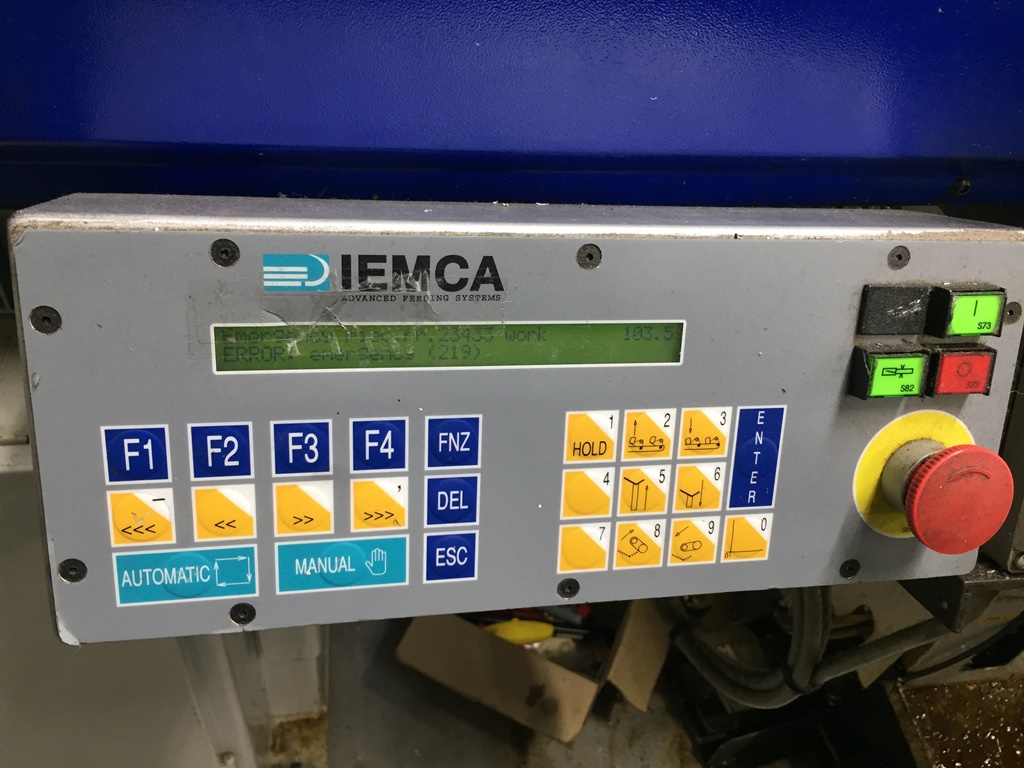 IEMCA
ADVANCED FEEDING SYSTEMS
23433 work 103.5
ERROR: emergency (219)
S73
S82
F1 F2 F3 F4 FNZ
- ,
<<< << >> >>> DEL
AUTOMATIC MANUAL ESC
1 2 3
HOLD
4 5 6
7 8 9 0
ENTER